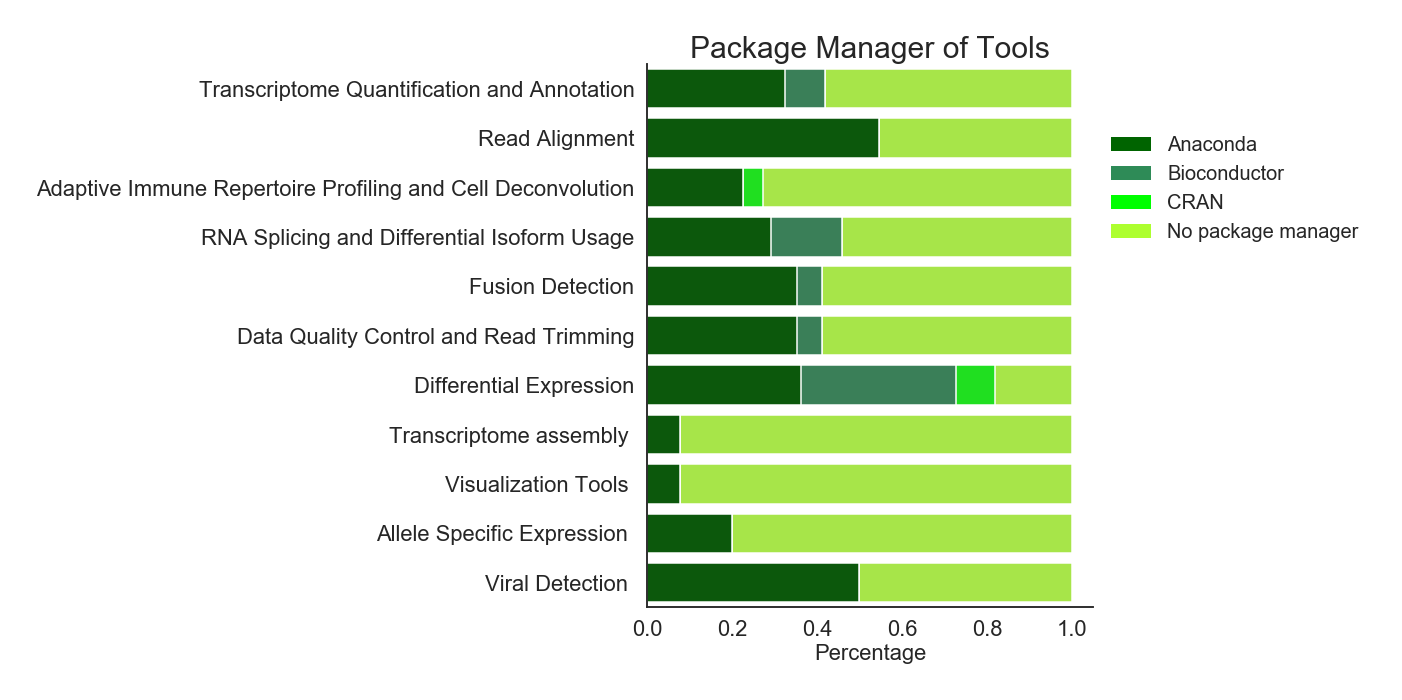 Package Manager of Tools
Transcriptome Quantification and Annotation
Read Alignment
Adaptive Immune Repertoire Profiling and Cell Deconvolution
RNA Splicing and Differential Isoform Usage
Fusion Detection
Data Quality Control and Read Trimming
Differential Expression
Transcriptome assembly
Visualization Tools
Allele Specific Expression
Viral Detection
0.0 0.2 0.4 0.6 0.8 1.0
Percentage
Anaconda
Bioconductor
CRAN
No package manager